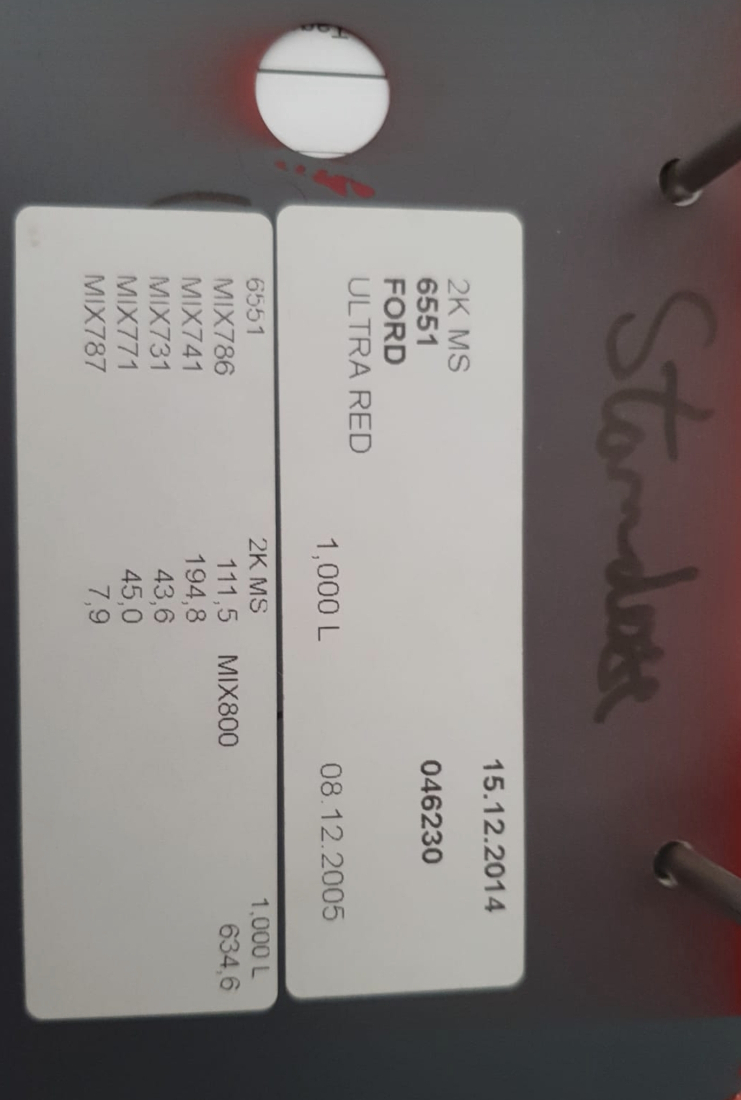 Standox
15.12.2014
2K MS
6551 046230
FORD
ULTRA RED
1,000 L 08.12.2005
6551 2K MS 1,000 L
MIX786 111,5 MIX800 634,6
MIX741 194,8
MIX731 43,6
MIX771 45,0
MIX787 7,9